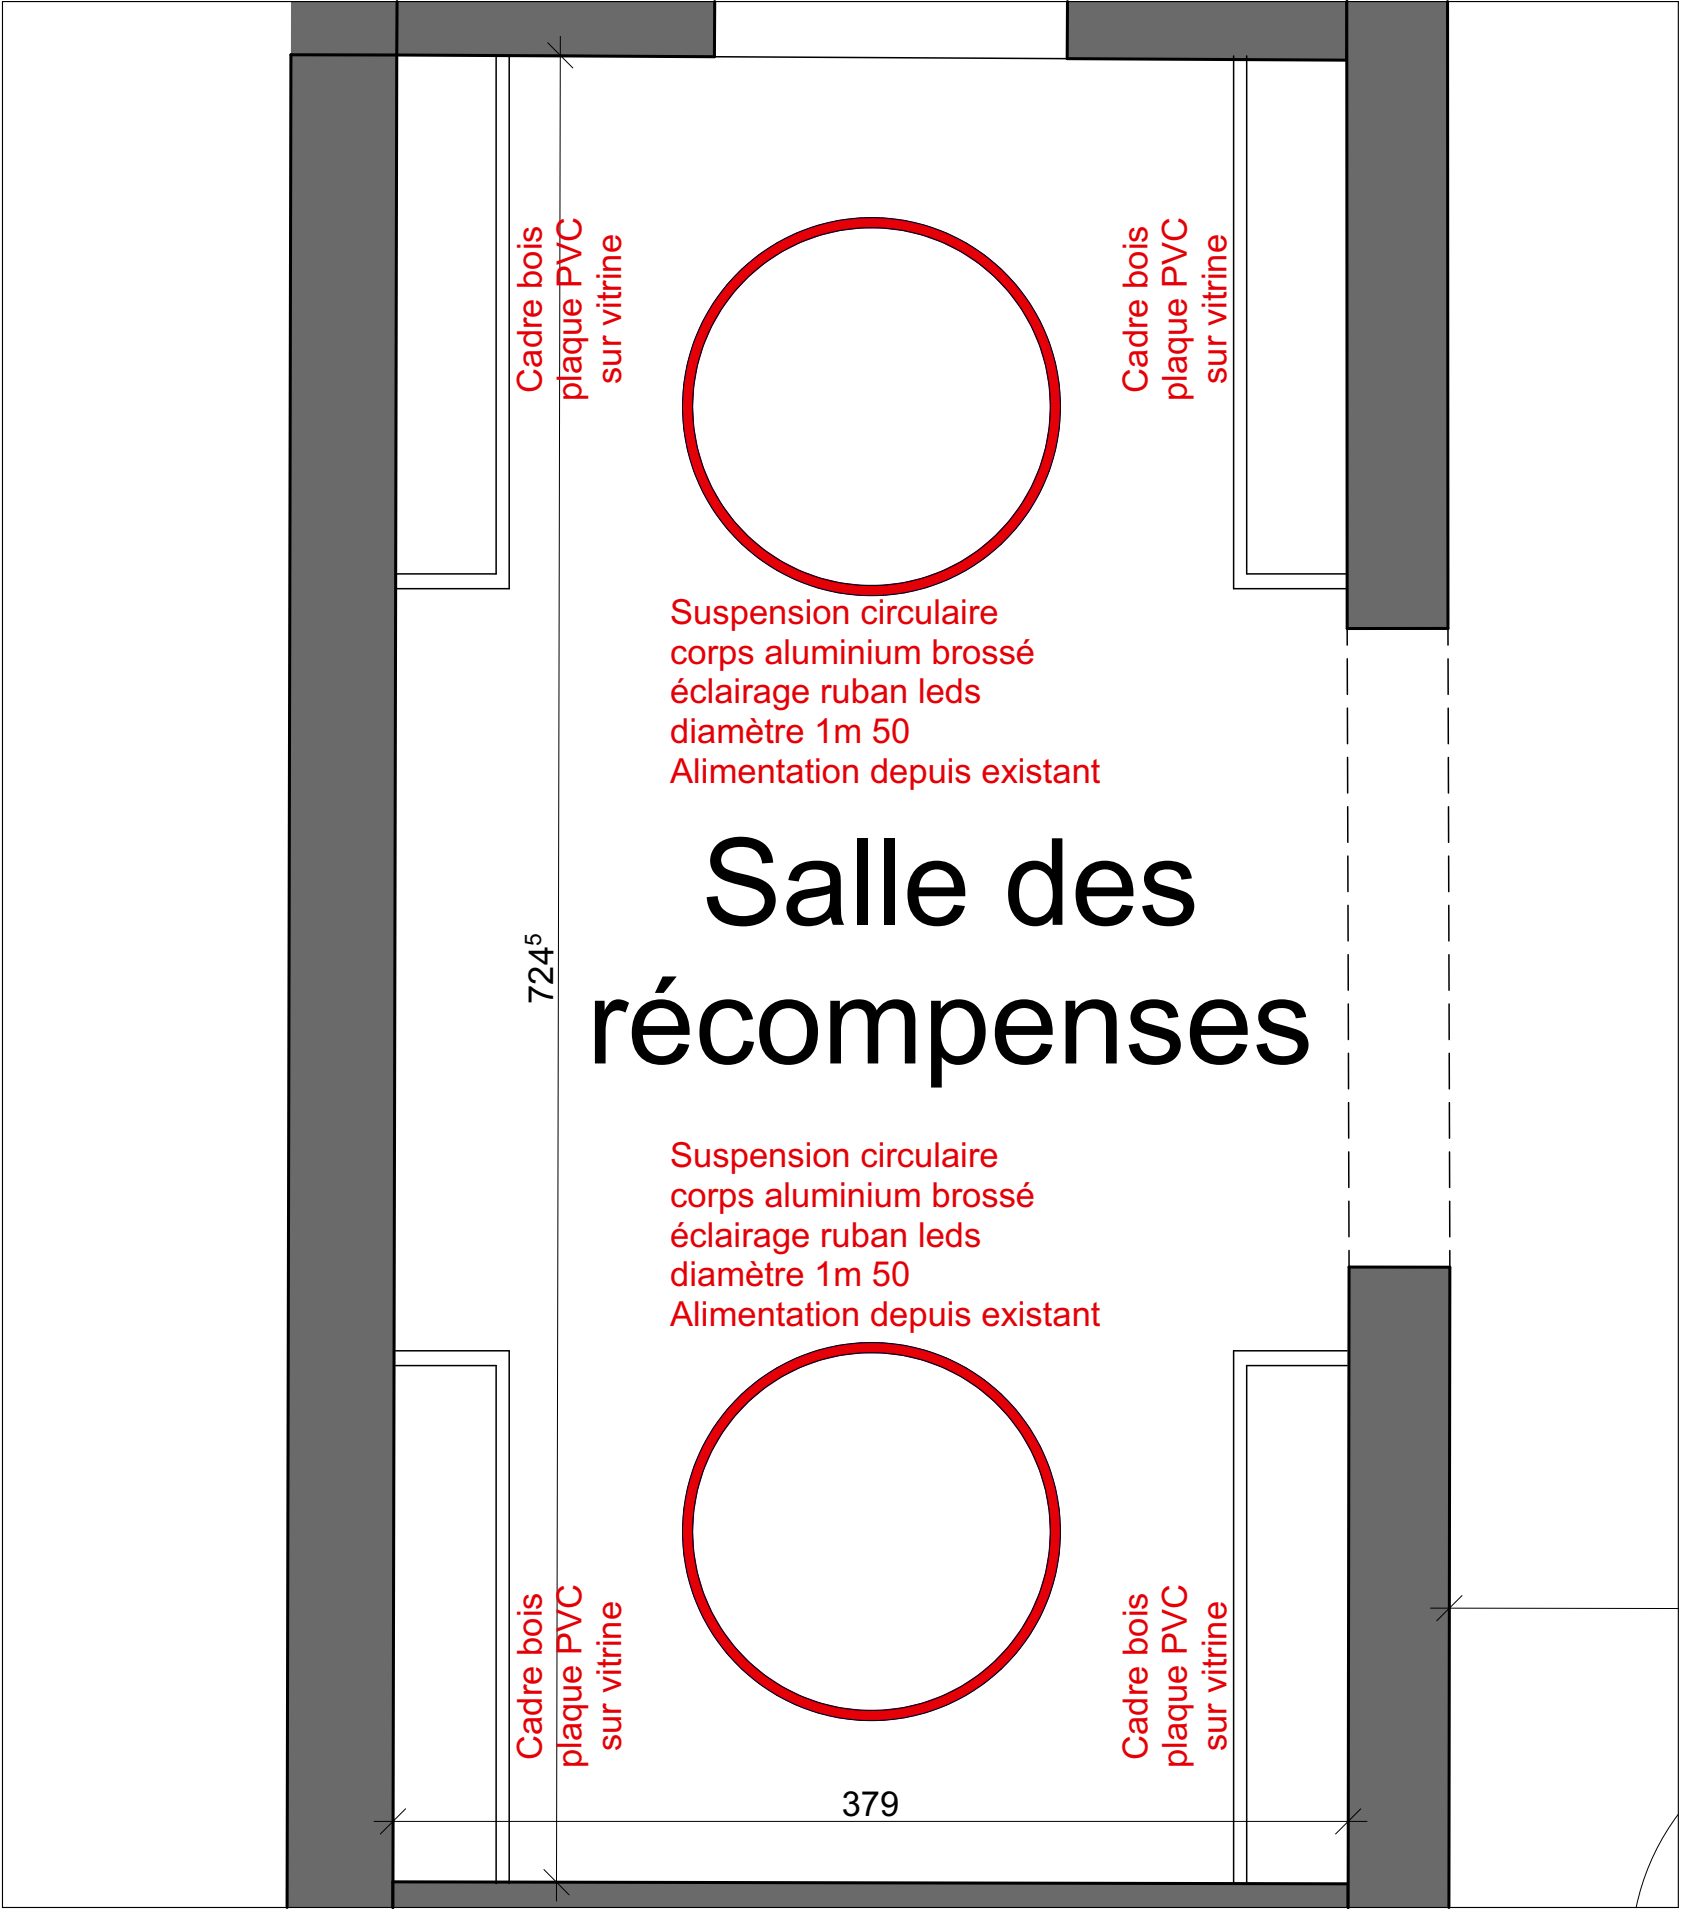 Cadre bois
plaque PVC
sur vitrine
Cadre bois
plaque PVC
sur vitrine
Suspension circulaire
corps aluminium brossé
éclairage ruban leds
diamètre 1m 50
Alimentation depuis existant
Salle des
récompenses
724⁵
Suspension circulaire
corps aluminium brossé
éclairage ruban leds
diamètre 1m 50
Alimentation depuis existant
Cadre bois
plaque PVC
sur vitrine
Cadre bois
plaque PVC
sur vitrine
379